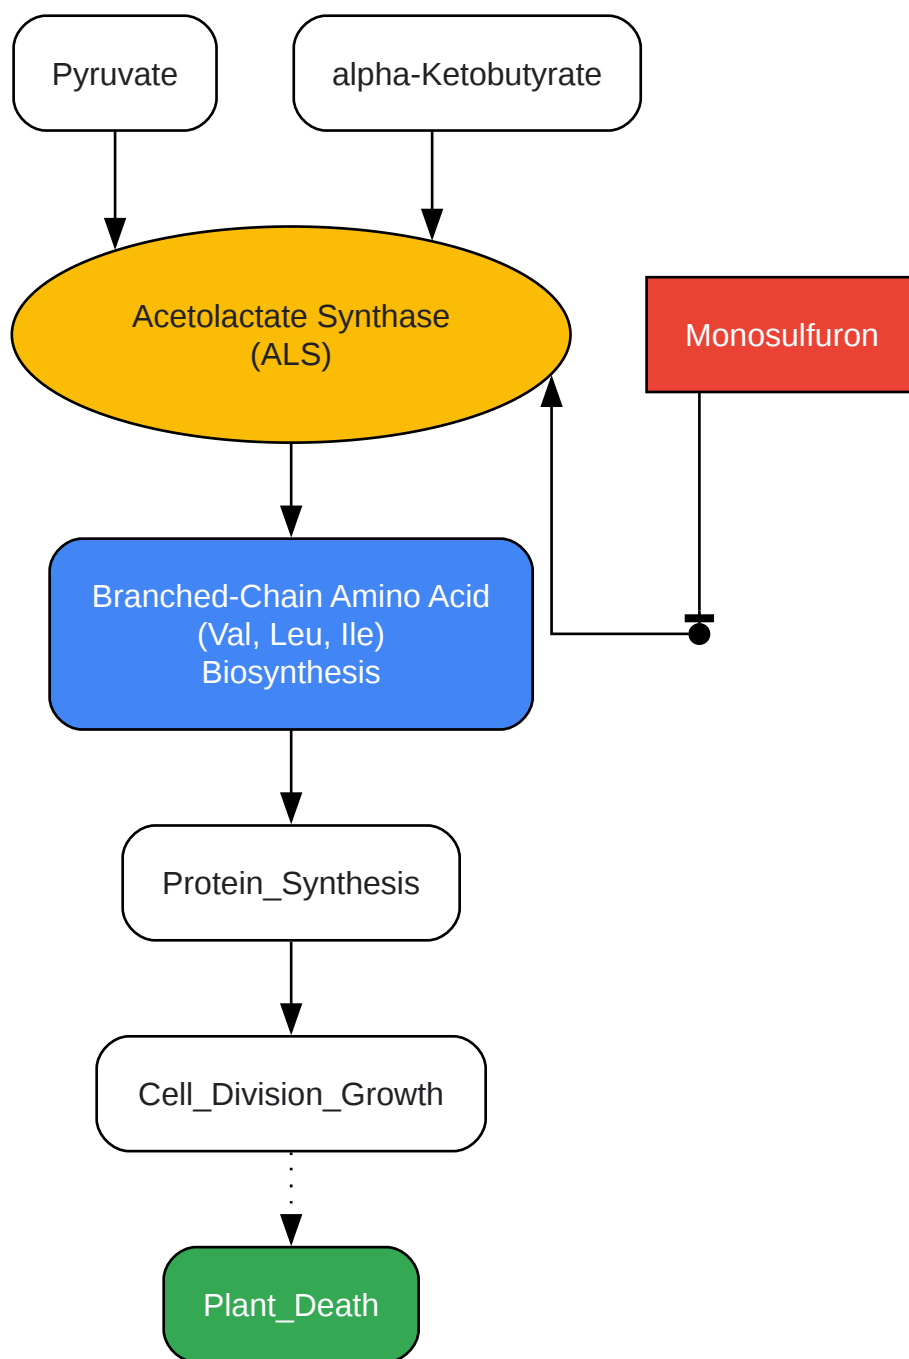 Pyruvate
alpha-Ketobutyrate
Acetolactate Synthase
(ALS)
Monosulfuron
Branched-Chain Amino Acid
(Val, Leu, Ile)
Biosynthesis
Protein_Synthesis
Cell_Division_Growth
Plant_Death